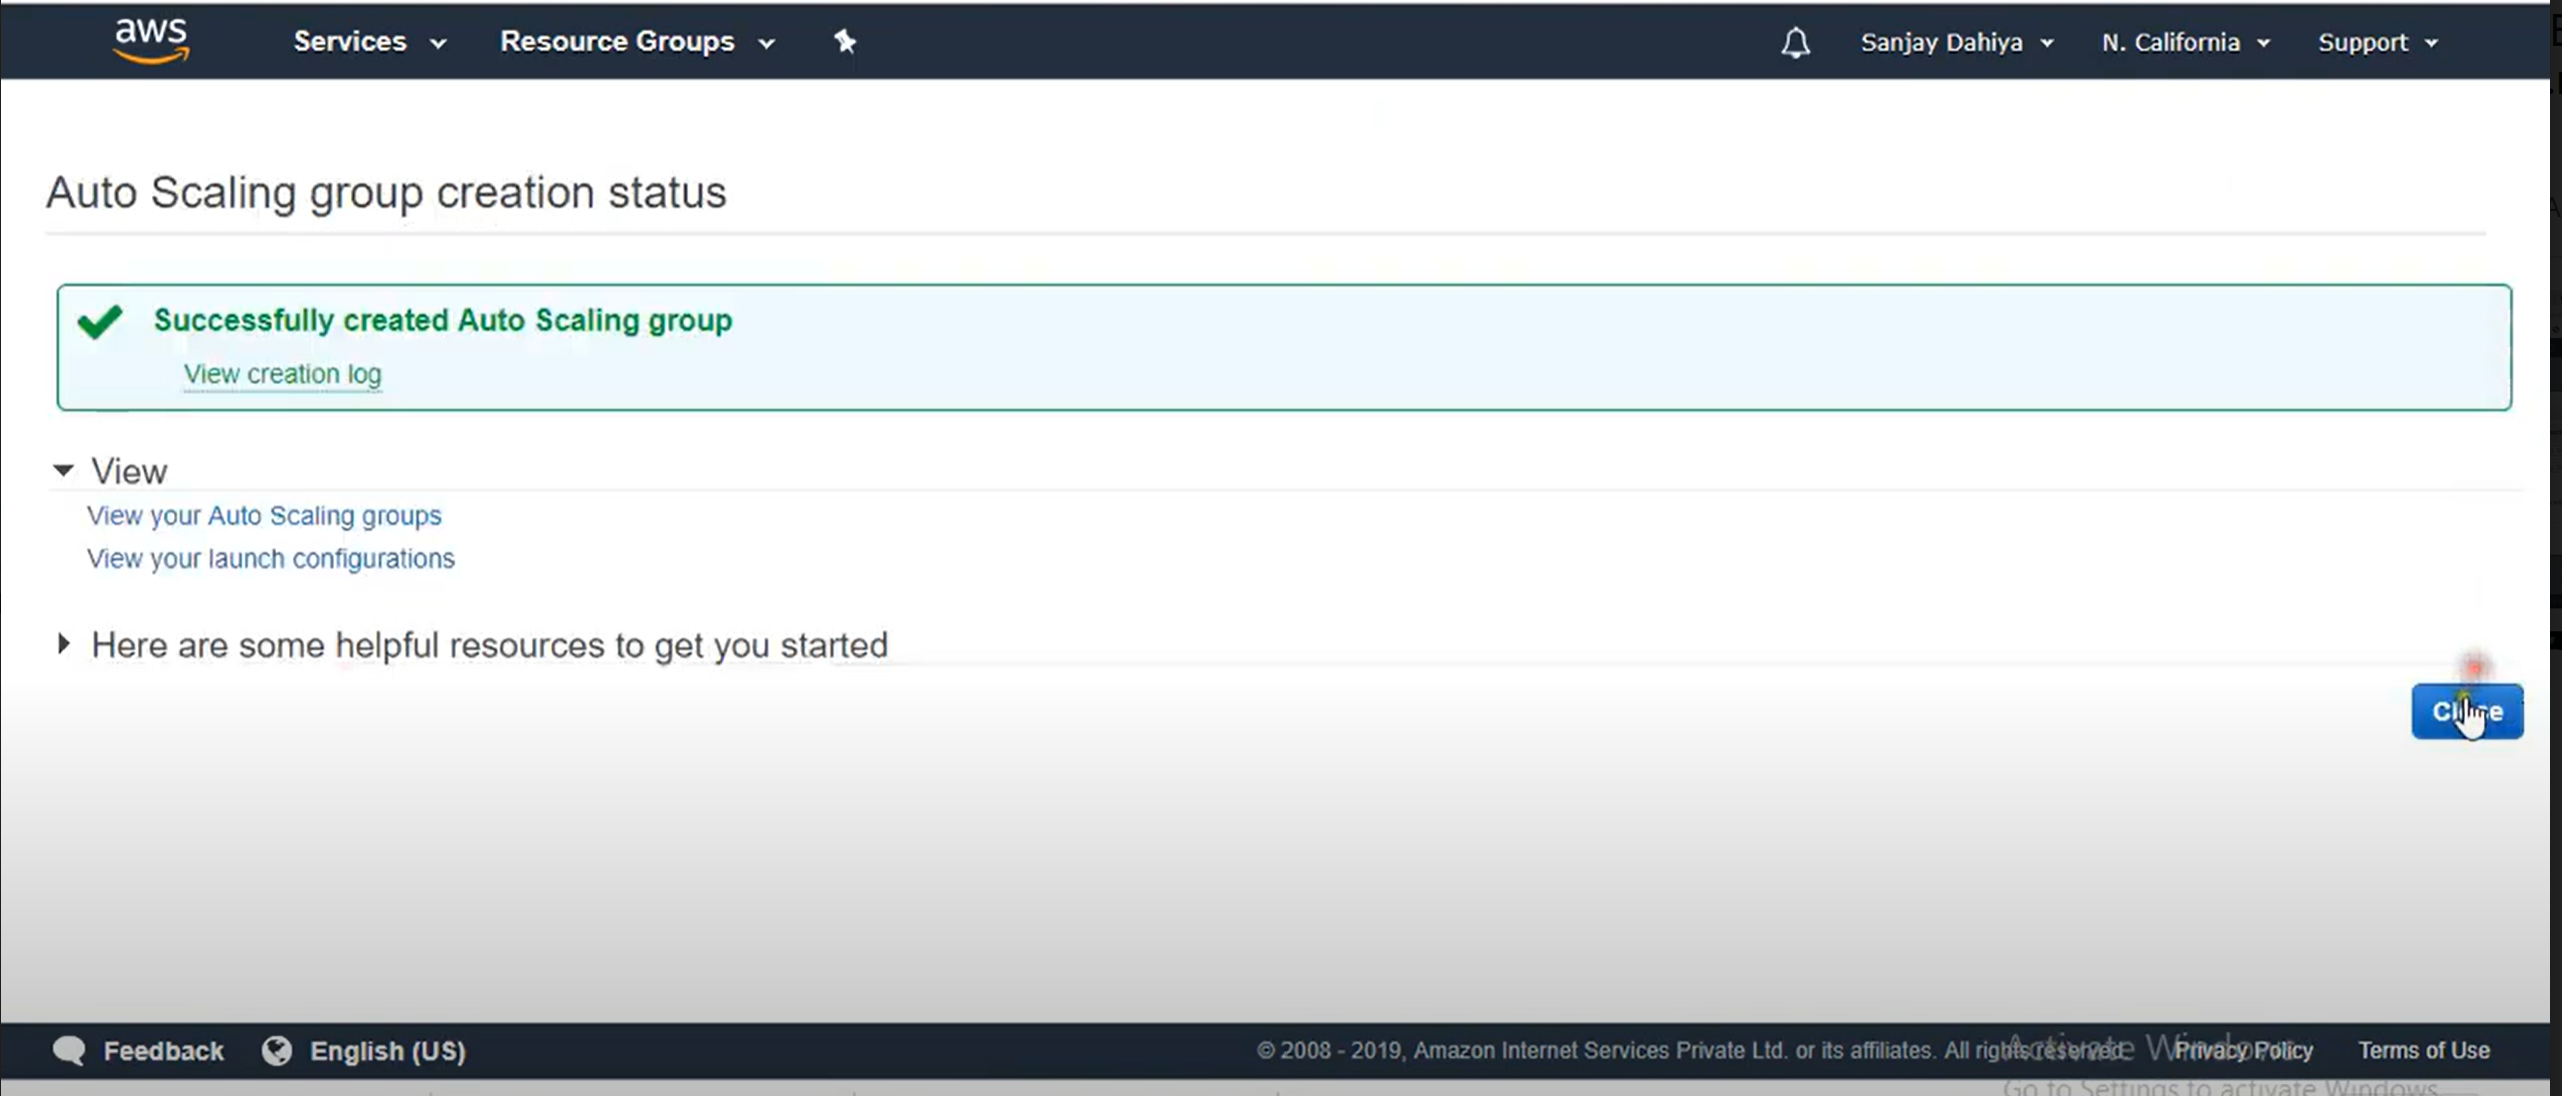 aws Services Resource Groups Sanjay Dahiya N. California Support
Auto Scaling group creation status
Successfully created Auto Scaling group
View creation log
View
View your Auto Scaling groups
View your launch configurations
Here are some helpful resources to get you started
Close
Feedback English (US) © 2008 - 2019, Amazon Internet Services Private Ltd. or its affiliates. All rights reserved. Privacy Policy Terms of Use
Activate Windows
Go to Settings to activate Windows.